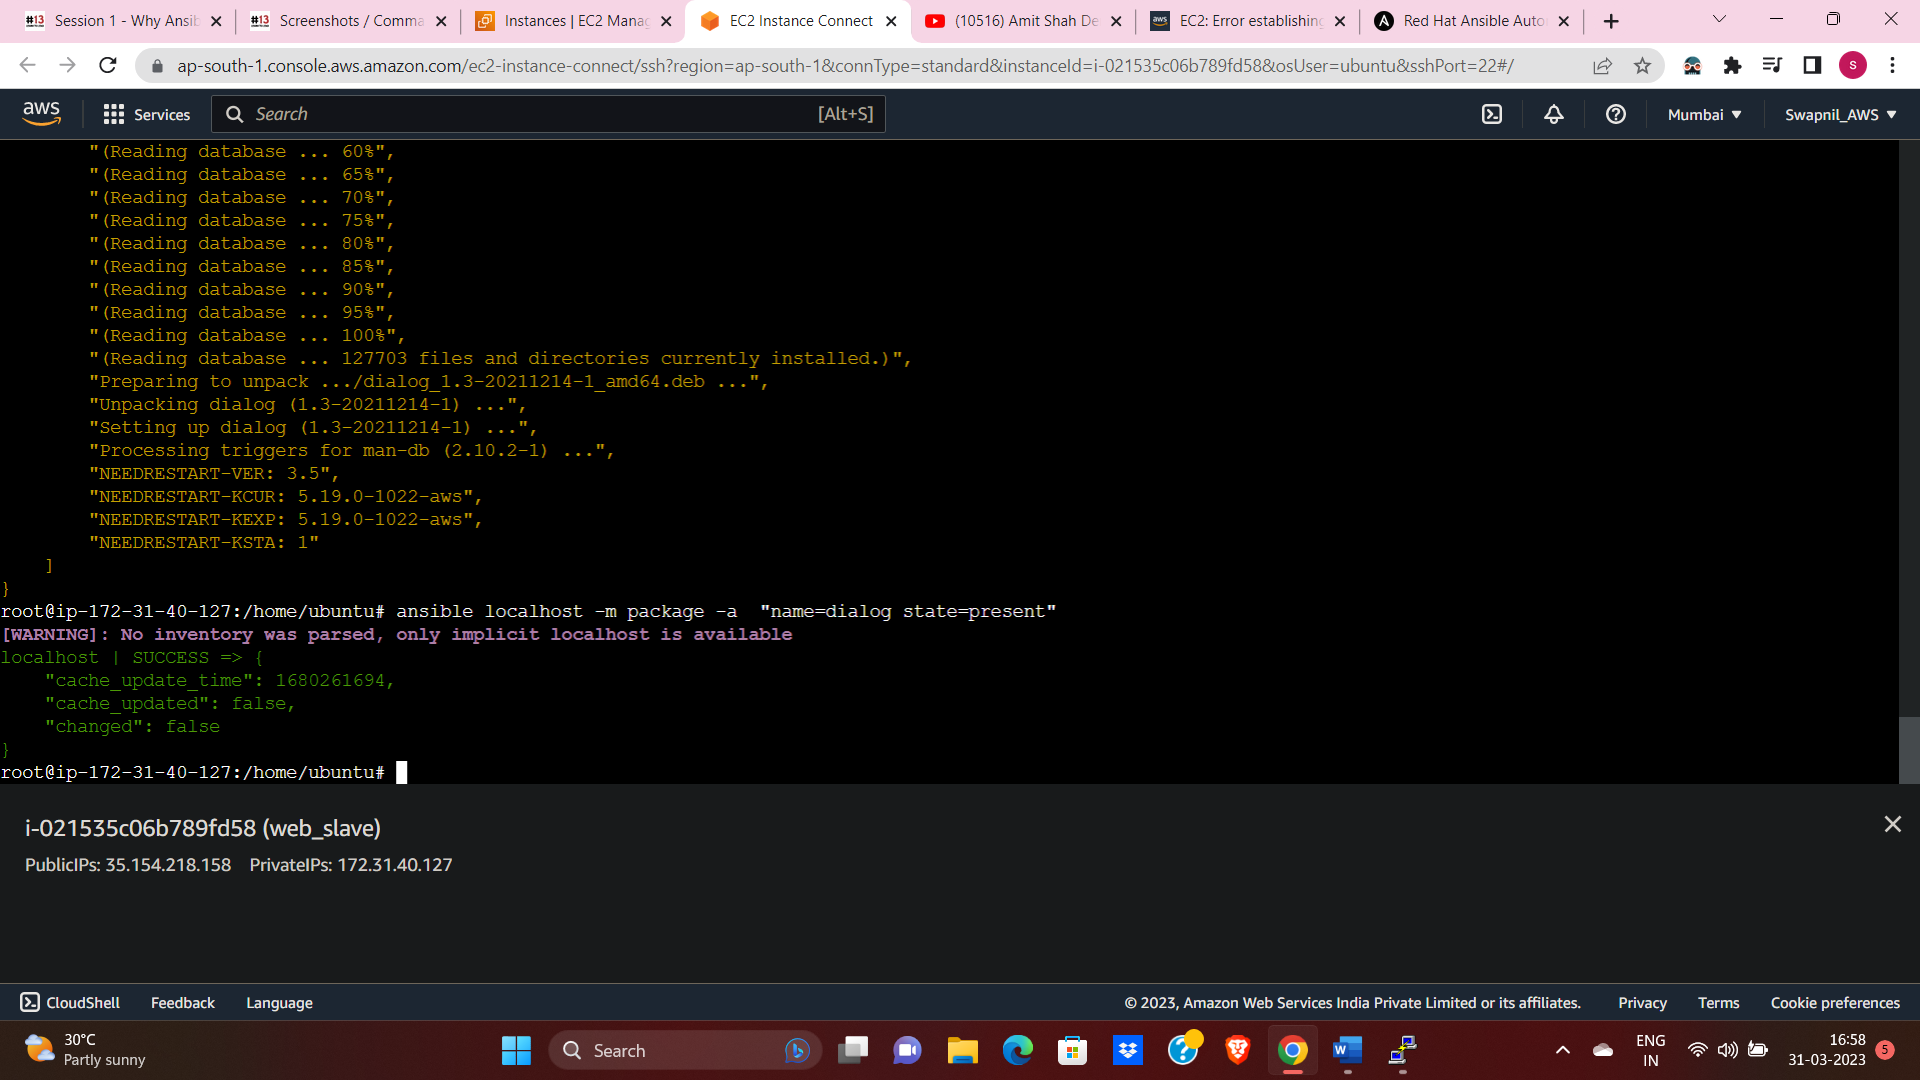 Session 1 - Why Ansib
Screenshots / Comma
Instances | EC2 Manag
EC2 Instance Connect
(10516) Amit Shah De
EC2: Error establishing
Red Hat Ansible Auto
ap-south-1.console.aws.amazon.com/ec2-instance-connect/ssh?region=ap-south-1&connType=standard&instanceId=i-021535c06b789fd58&osUser=ubuntu&sshPort=22#/
aws Services Search [Alt+S] Mumbai Swapnil_AWS
"(Reading database ... 60%",
"(Reading database ... 65%",
"(Reading database ... 70%",
"(Reading database ... 75%",
"(Reading database ... 80%",
"(Reading database ... 85%",
"(Reading database ... 90%",
"(Reading database ... 95%",
"(Reading database ... 100%",
"(Reading database ... 127703 files and directories currently installed.)",
"Preparing to unpack .../dialog_1.3-20211214-1_amd64.deb ...",
"Unpacking dialog (1.3-20211214-1) ...",
"Setting up dialog (1.3-20211214-1) ...",
"Processing triggers for man-db (2.10.2-1) ...",
"NEEDRESTART-VER: 3.5",
"NEEDRESTART-KCUR: 5.19.0-1022-aws",
"NEEDRESTART-KEXP: 5.19.0-1022-aws",
"NEEDRESTART-KSTA: 1"
]
}
root@ip-172-31-40-127:/home/ubuntu# ansible localhost -m package -a  "name=dialog state=present"
[WARNING]: No inventory was parsed, only implicit localhost is available
localhost | SUCCESS => {
"cache_update_time": 1680261694,
"cache_updated": false,
"changed": false
}
root@ip-172-31-40-127:/home/ubuntu#
i-021535c06b789fd58 (web_slave)
PublicIPs: 35.154.218.158 PrivateIPs: 172.31.40.127
CloudShell Feedback Language © 2023, Amazon Web Services India Private Limited or its affiliates. Privacy Terms Cookie preferences
30°C
Partly sunny
Search
ENG
IN
16:58
31-03-2023
5